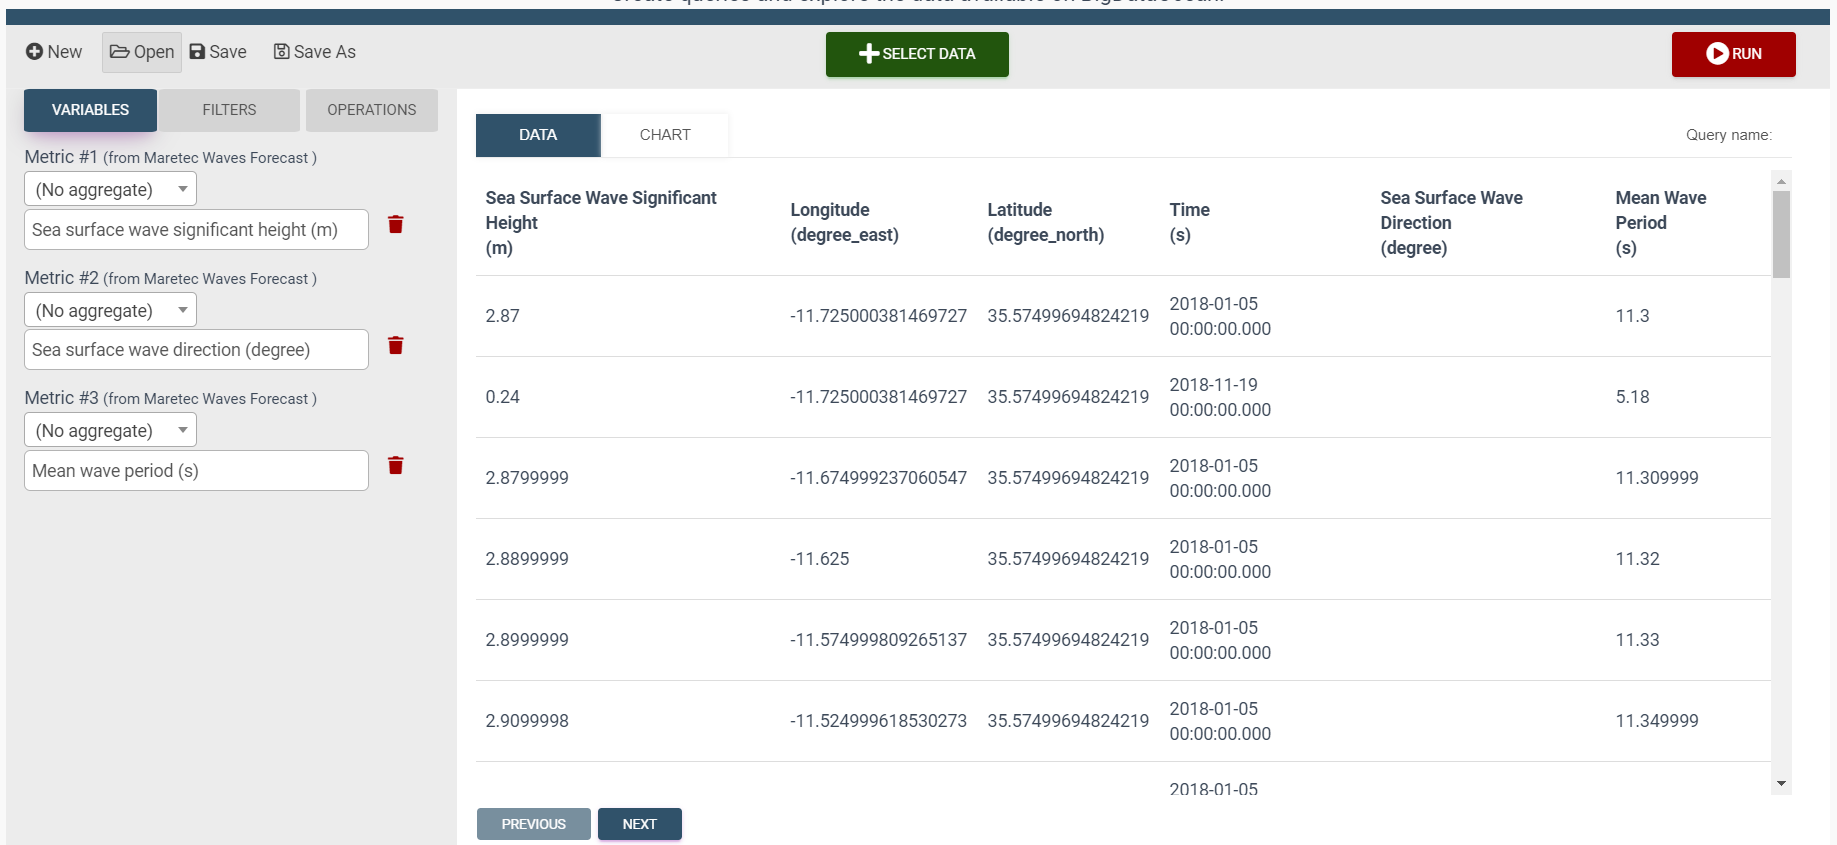 New
Open
Save
Save As
SELECT DATA
RUN
VARIABLES
FILTERS
OPERATIONS
Metric #1 (from Maretec Waves Forecast )
(No aggregate)
Sea surface wave significant height (m)
Metric #2 (from Maretec Waves Forecast )
(No aggregate)
Sea surface wave direction (degree)
Metric #3 (from Maretec Waves Forecast )
(No aggregate)
Mean wave period (s)
DATA
CHART
Query name:
Sea Surface Wave Significant
Height
(m)
Longitude
(degree_east)
Latitude
(degree_north)
Time
(s)
Sea Surface Wave
Direction
(degree)
Mean Wave
Period
(s)
2.87 -11.725000381469727 35.57499694824219 2018-01-05 11.3
00:00:00.000
0.24 -11.725000381469727 35.57499694824219 2018-11-19 5.18
00:00:00.000
2.8799999 -11.674999237060547 35.57499694824219 2018-01-05 11.309999
00:00:00.000
2.8899999 -11.625 35.57499694824219 2018-01-05 11.32
00:00:00.000
2.8999999 -11.574999809265137 35.57499694824219 2018-01-05 11.33
00:00:00.000
2.9099998 -11.524999618530273 35.57499694824219 2018-01-05 11.349999
00:00:00.000
2018-01-05
PREVIOUS
NEXT